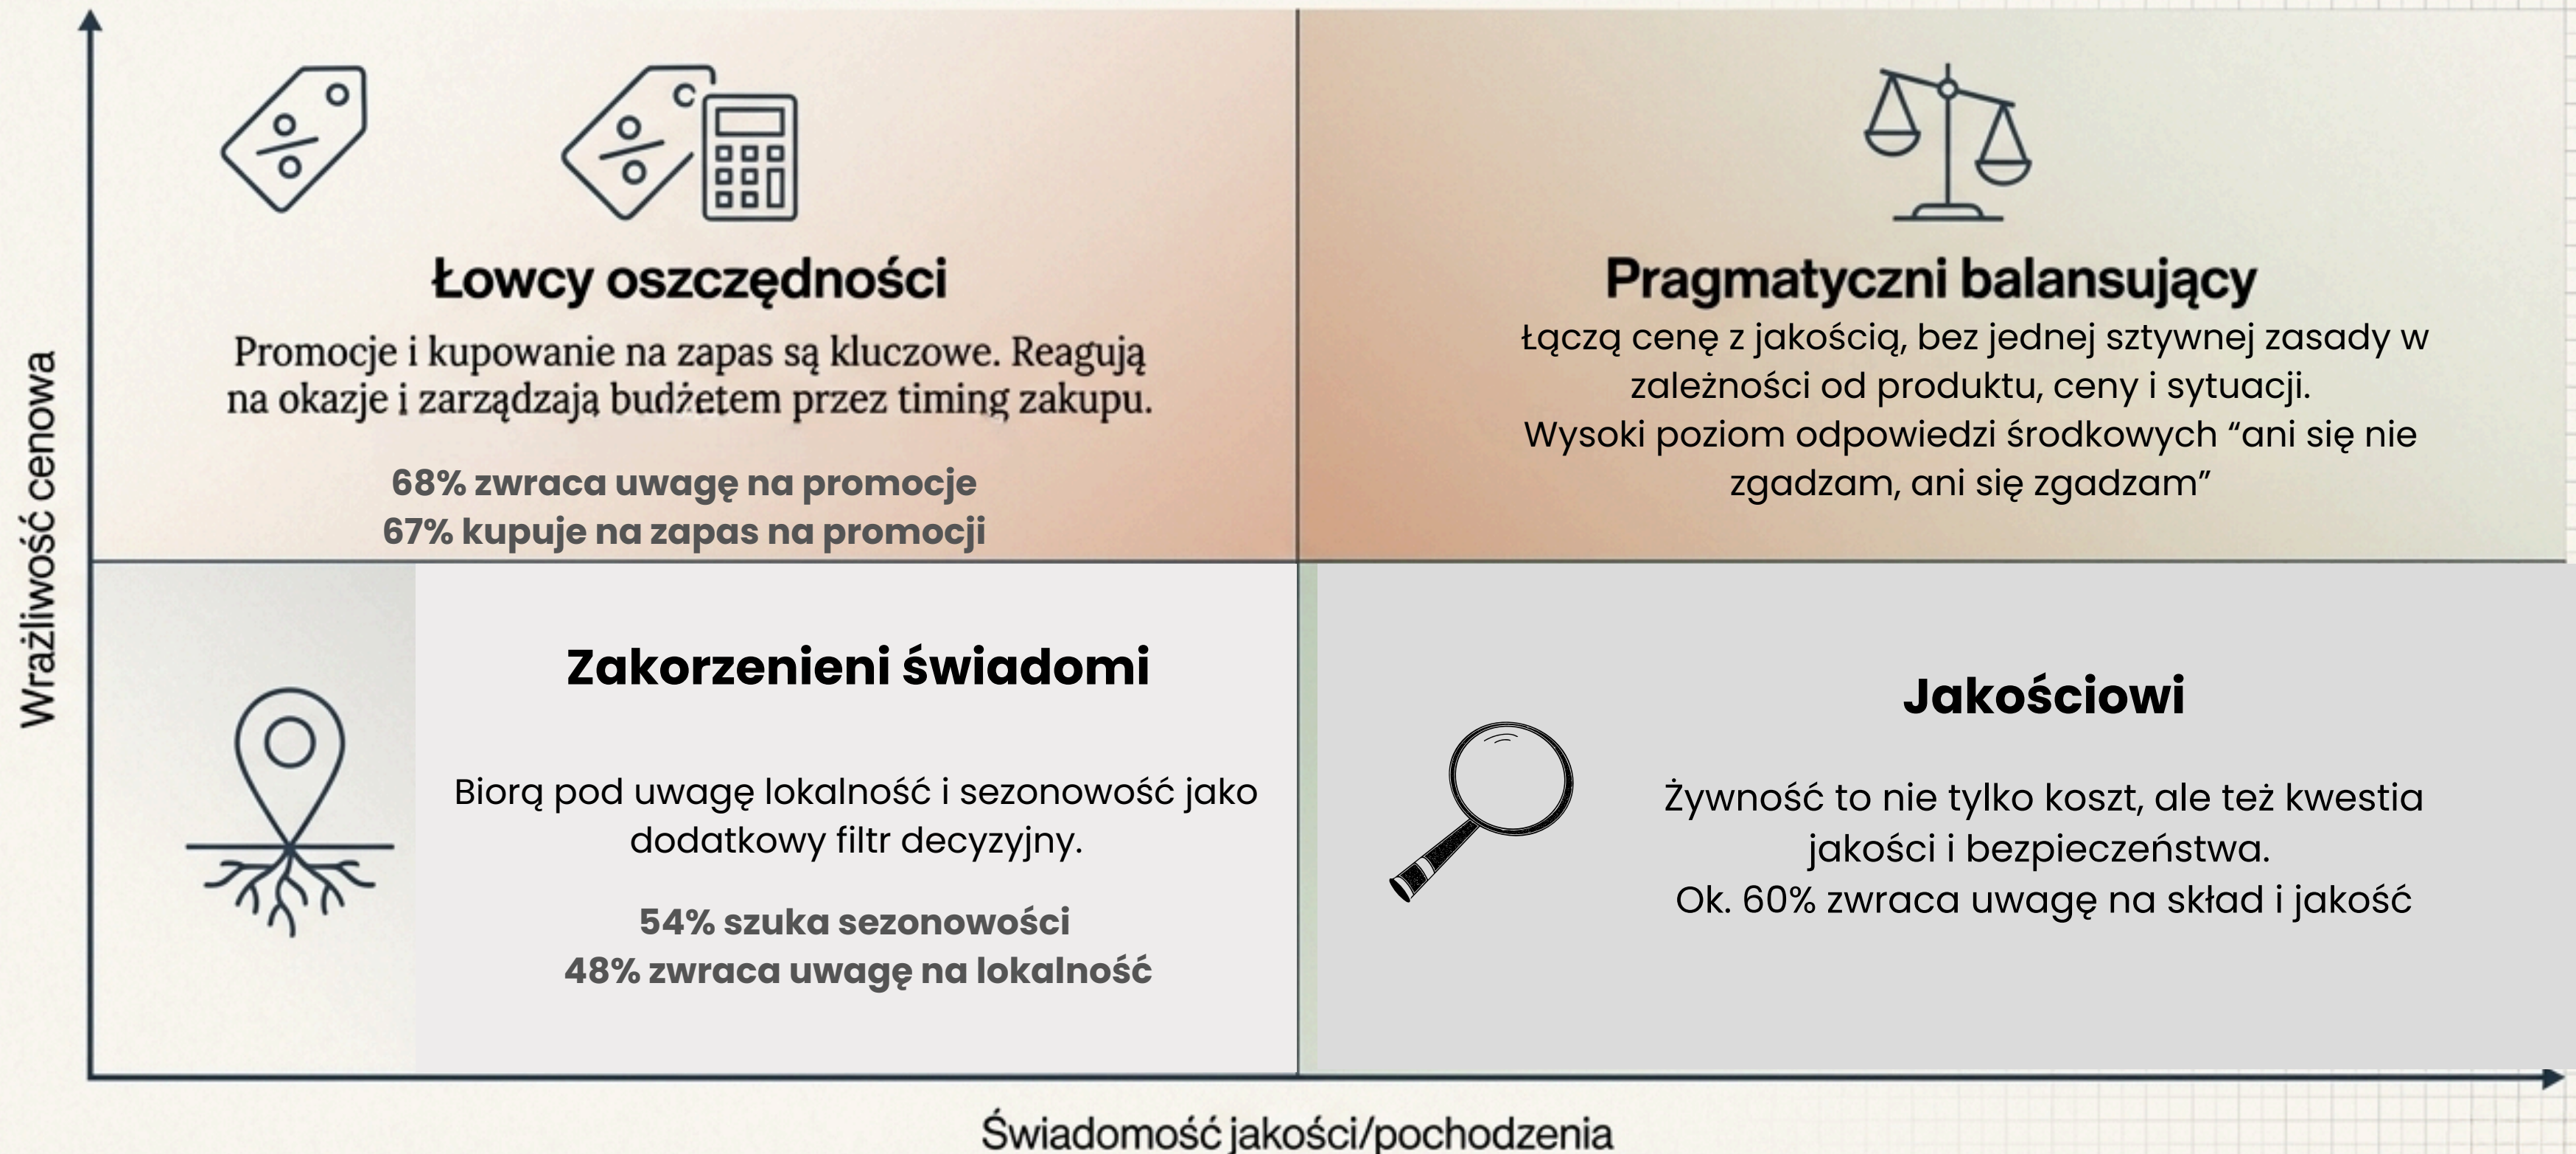 Wrażliwość cenowa
Łowcy oszczędności
Promocje i kupowanie na zapas są kluczowe. Reagują
na okazje i zarządzają budżetem przez timing zakupu.
68% zwraca uwagę na promocje
67% kupuje na zapas na promocji
Pragmatyczni balansujący
Łączą cenę z jakością, bez jednej sztywnej zasady w
zależności od produktu, ceny i sytuacji.
Wysoki poziom odpowiedzi środkowych “ani się nie
zgadzam, ani się zgadzam”
Zakorzenieni świadomi
Biorą pod uwagę lokalność i sezonowość jako
dodatkowy filtr decyzyjny.
54% szuka sezonowości
48% zwraca uwagę na lokalność
Jakościowi
Żywność to nie tylko koszt, ale też kwestia
jakości i bezpieczeństwa.
Ok. 60% zwraca uwagę na skład i jakość
Świadomość jakości/pochodzenia